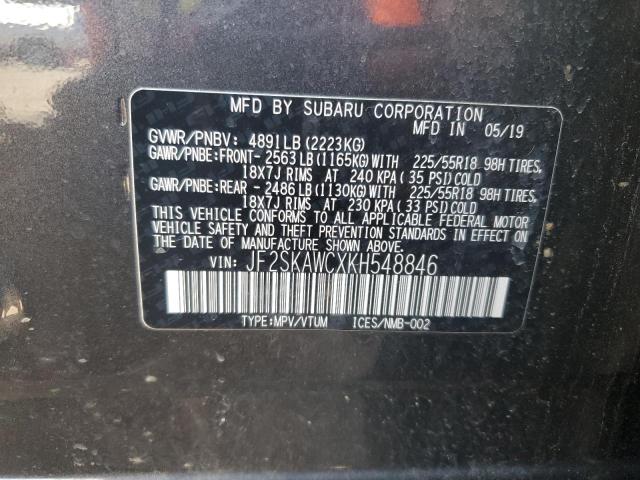 MFD BY SUBARU CORPORATION
MFD IN 05/19
GVWR/PNBV: 4891LB (2223KG)
GAWR/PNBE:FRONT- 2563LB (1165KG)WITH 225/55R18 98H TIRES,
18X7J RIMS AT 240 KPA ( 35 PSI)COLD
GAWR/PNBE:REAR - 2486LB (1130KG)WITH 225/55R18 98H TIRES,
18X7J RIMS AT 230 KPA ( 33 PSI)COLD
THIS VEHICLE CONFORMS TO ALL APPLICABLE FEDERAL MOTOR
VEHICLE SAFETY AND THEFT PREVENTION STANDARDS IN EFFECT ON
THE DATE OF MANUFACTURE SHOWN ABOVE.
VIN: JF2SKAWCXKH548846
TYPE:MPV/VTUM ICES/NMB-002